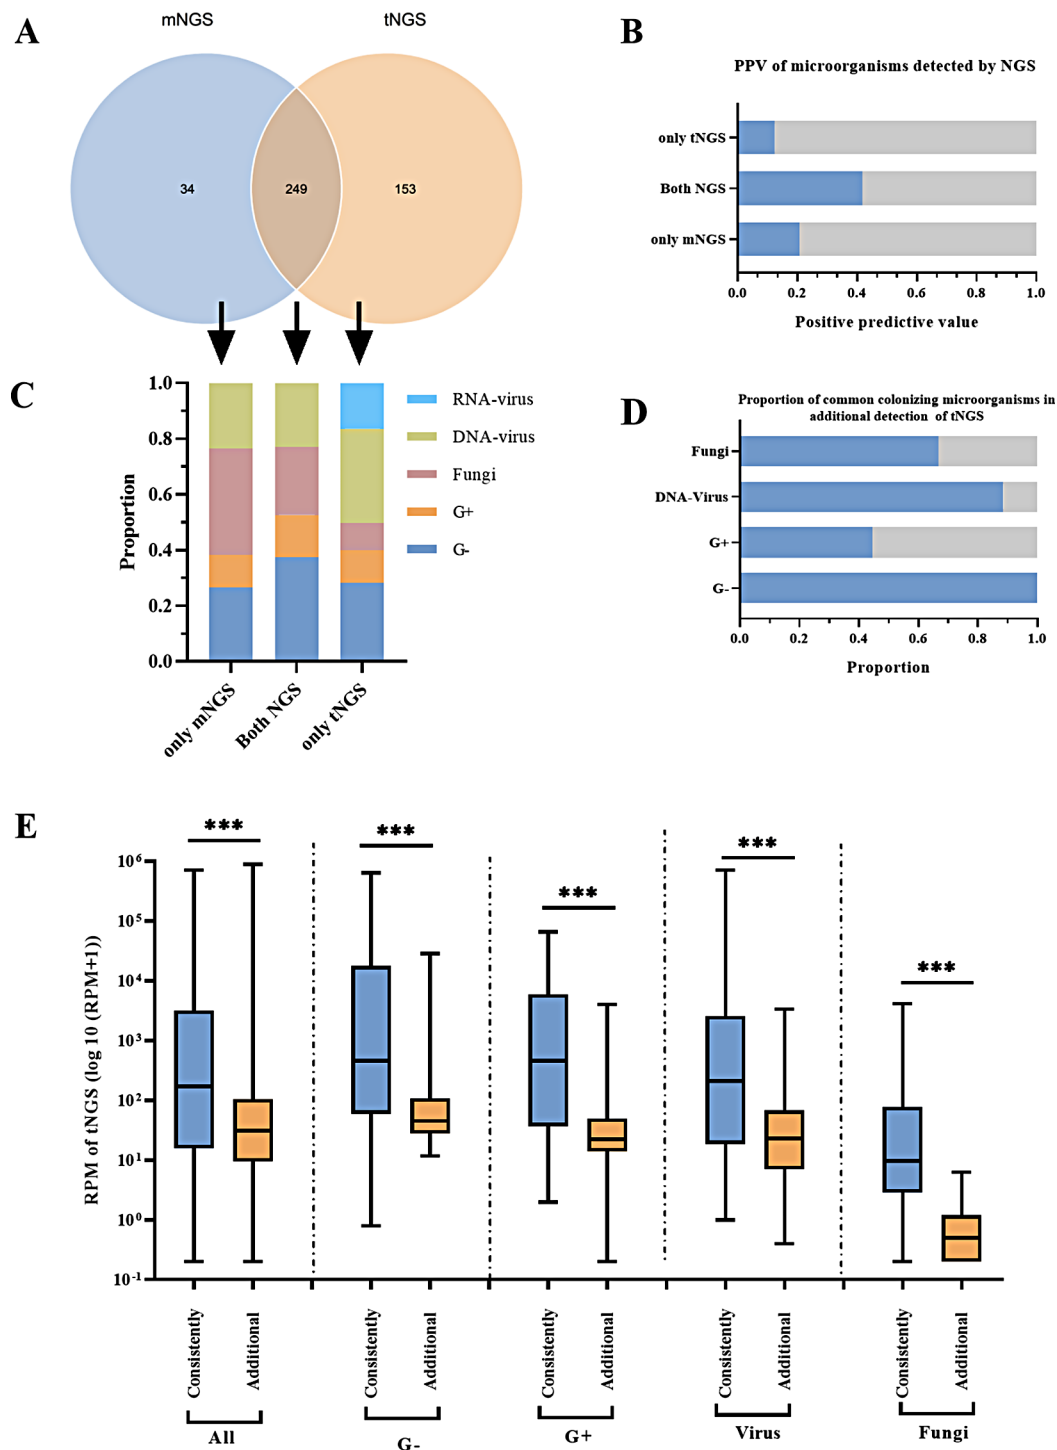 A
mNGS
tNGS
34
249
153
B
PPV of microorganisms detected by NGS
only tNGS
Both NGS
only mNGS
0.0 0.2 0.4 0.6 0.8 1.0
Positive predictive value
C
Proportion
1.0
0.8
0.6
0.4
0.2
0.0
only mNGS
Both NGS
only tNGS
RNA-virus
DNA-virus
Fungi
G+
G-
D
Proportion of common colonizing microorganisms in
additional detection of tNGS
Fungi
DNA-Virus
G+
G-
0.0 0.2 0.4 0.6 0.8 1.0
Proportion
E
RPM of tNGS (log 10 (RPM+1))
10⁶
10⁵
10⁴
10³
10²
10¹
10⁰
10⁻¹
***
***
***
***
***
Consistently
Additional
Consistently
Additional
Consistently
Additional
Consistently
Additional
Consistently
Additional
All
G-
G+
Virus
Fungi